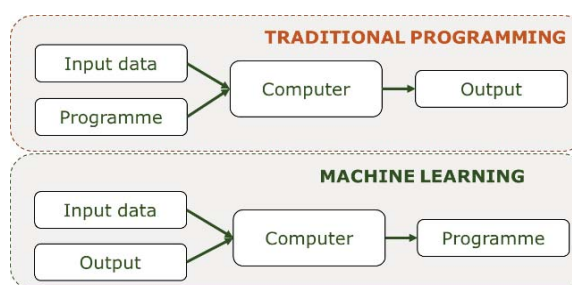 TRADITIONAL PROGRAMMING
Input data
Programme
Computer
Output
MACHINE LEARNING
Input data
Output
Computer
Programme